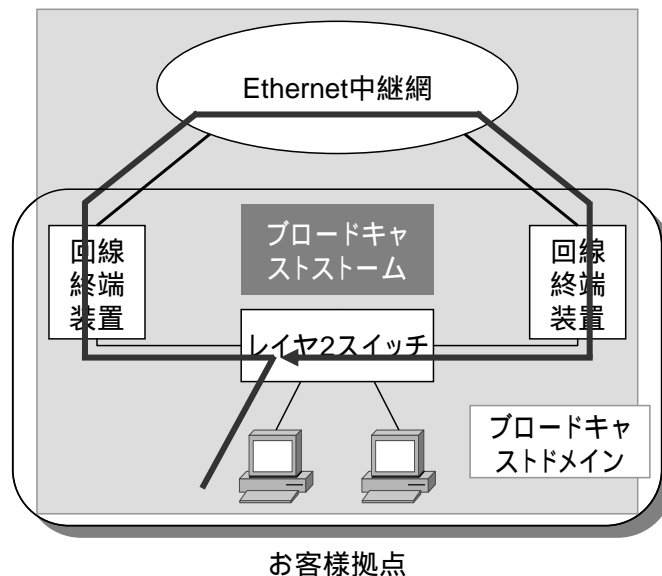 Ethernet中継網
ブロードキャ
ストストーム
回線
終端
装置
回線
終端
装置
レイヤ2スイッチ
ブロードキャ
ストドメイン
お客様拠点